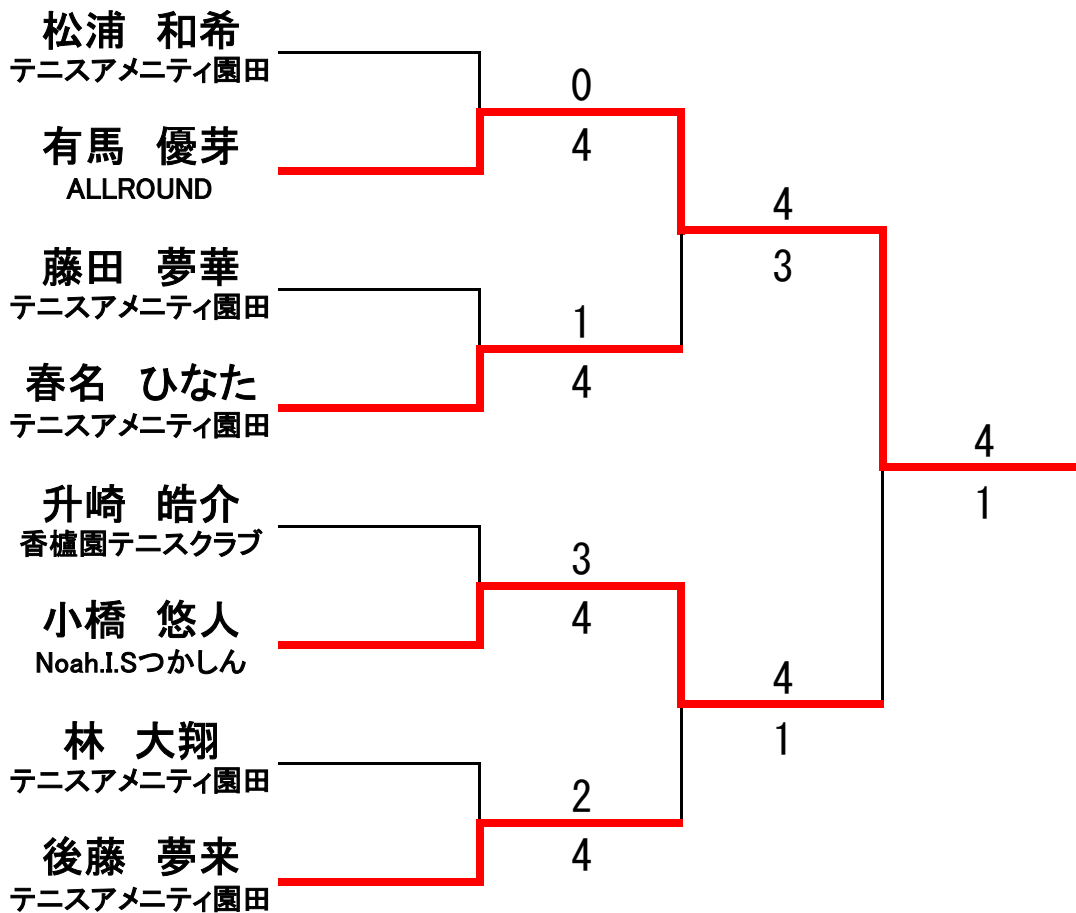 松浦　和希
テニスアメニティ園田
有馬　優芽
ALLROUND
藤田　夢華
テニスアメニティ園田
春名　ひなた
テニスアメニティ園田
升崎　皓介
香櫨園テニスクラブ
小橋　悠人
Noah.I.Sつかしん
林　大翔
テニスアメニティ園田
後藤　夢来
テニスアメニティ園田
0
4
1
4
3
4
2
4
4
3
4
1
4
1